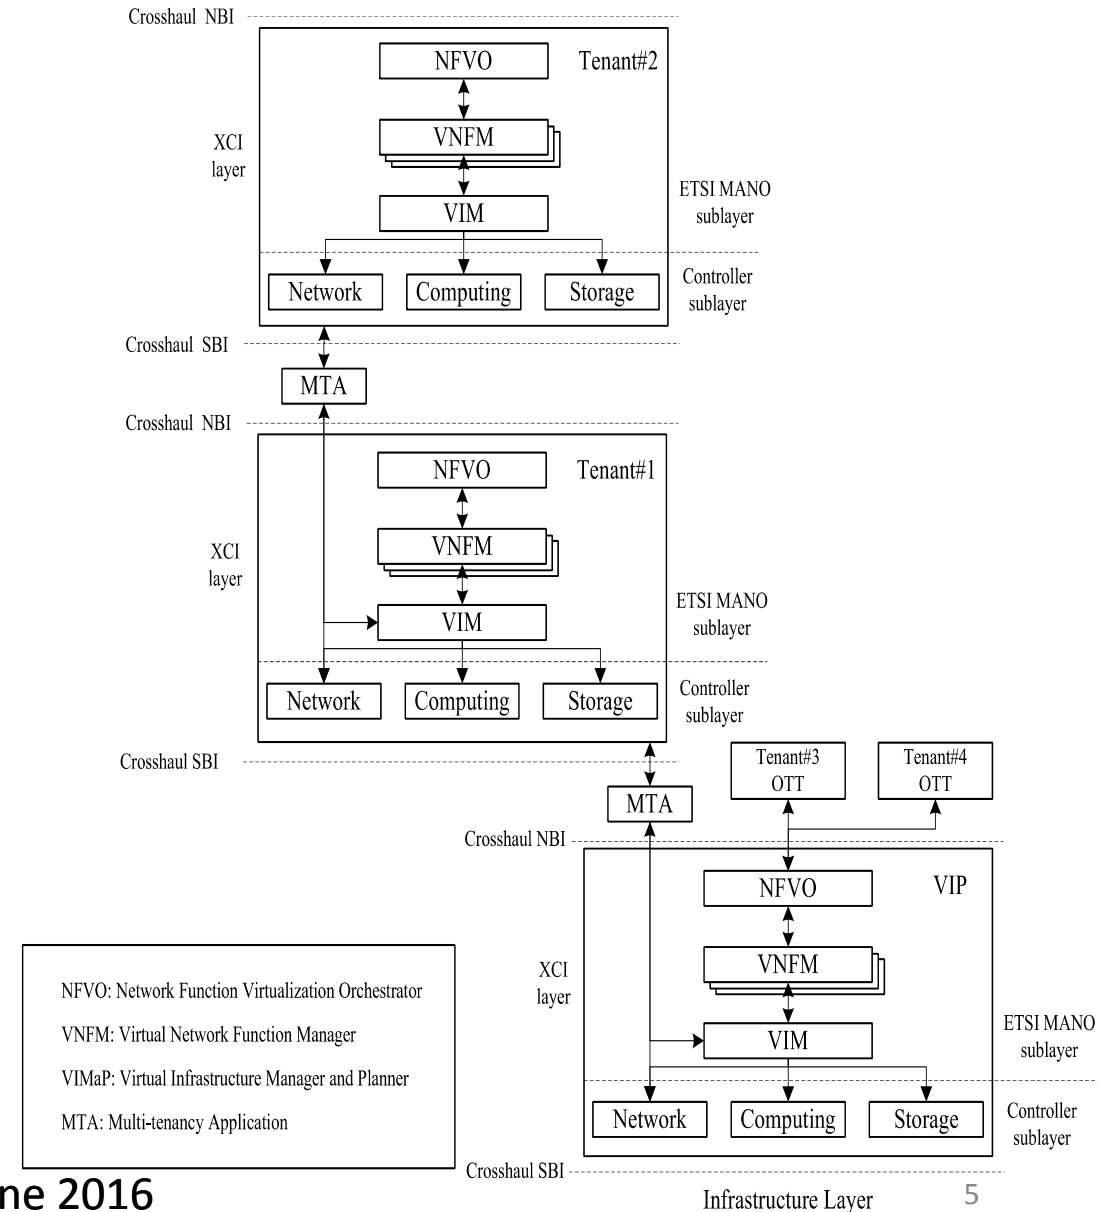 Crosshaul NBI
NFVO
Tenant#2
XCI
layer
VNFM
ETSI MANO
sublayer
VIM
Network
Computing
Storage
Controller
sublayer
Crosshaul SBI
MTA
Crosshaul NBI
NFVO
Tenant#1
XCI
layer
VNFM
ETSI MANO
sublayer
VIM
Network
Computing
Storage
Controller
sublayer
Crosshaul SBI
MTA
Tenant#3
OTT
Tenant#4
OTT
Crosshaul NBI
NFVO
VIP
XCI
layer
VNFM
ETSI MANO
sublayer
VIM
Network
Computing
Storage
Controller
sublayer
Crosshaul SBI
Infrastructure Layer
NFVO: Network Function Virtualization Orchestrator
VNFM: Virtual Network Function Manager
VIMaP: Virtual Infrastructure Manager and Planner
MTA: Multi-tenancy Application
ne 2016
5